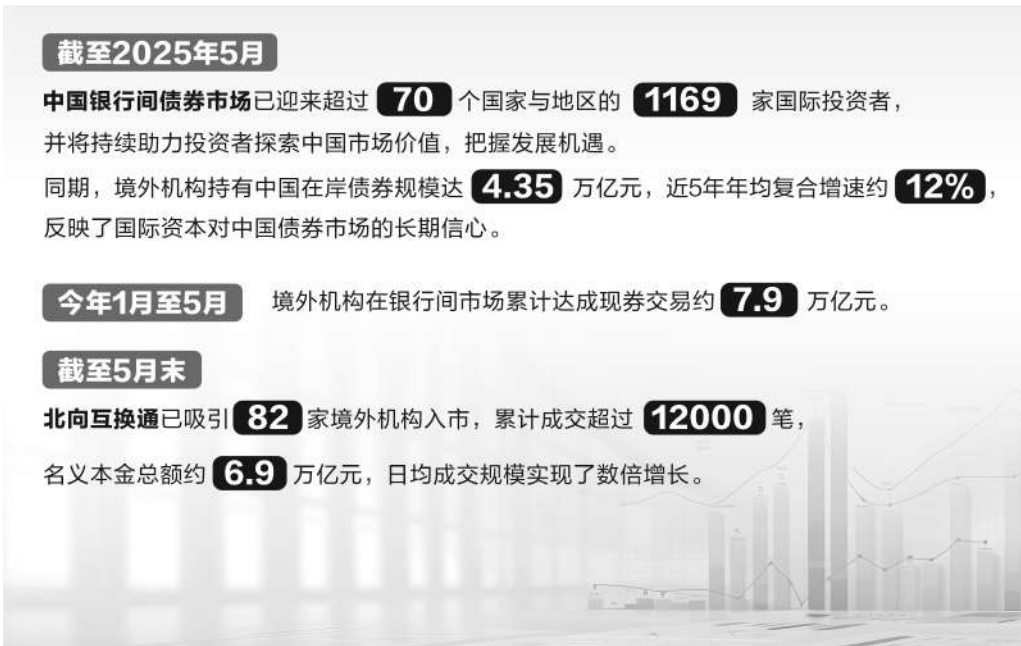 截至2025年5月
中国银行间债券市场已迎来超过 70 个国家与地区的 1169 家国际投资者，
并将持续助力投资者探索中国市场价值，把握发展机遇。
同期，境外机构持有中国在岸债券规模达 4.35 万亿元，近5年年均复合增速约 12%，
反映了国际资本对中国债券市场的长期信心。
今年1月至5月 境外机构在银行间市场累计达成现券交易约 7.9 万亿元。
截至5月末
北向互换通已吸引 82 家境外机构入市，累计成交超过 12000 笔，
名义本金总额约 6.9 万亿元，日均成交规模实现了数倍增长。